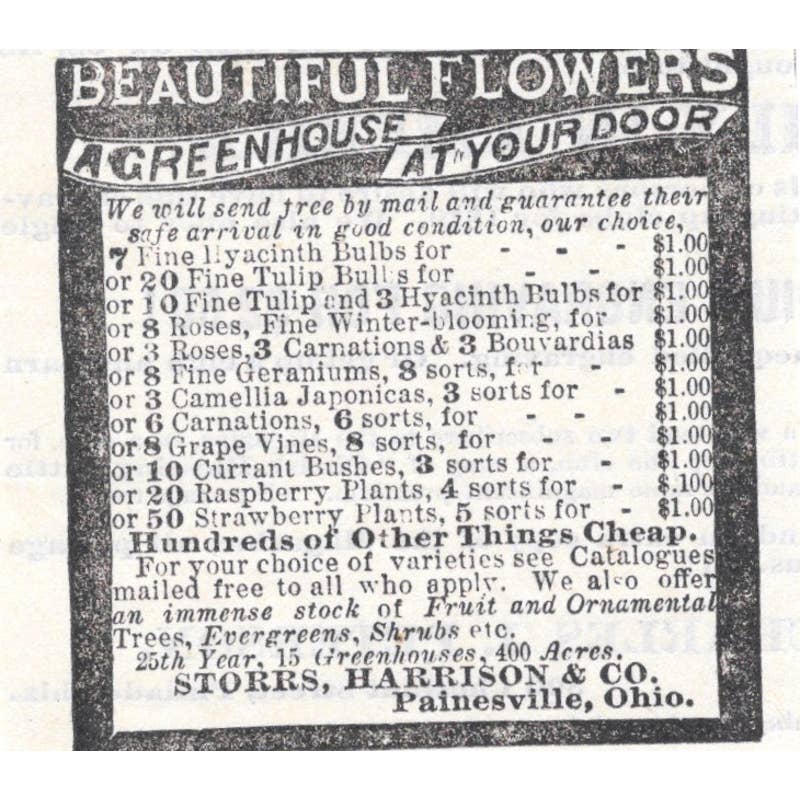 BEAUTIFUL FLOWERS
A GREENHOUSE AT YOUR DOOR
We will send free by mail and guarantee their
safe arrival in good condition, our choice,
7 Fine Hyacinth Bulbs for - - - $1.00
or 20 Fine Tulip Bulbs for - - - $1.00
or 10 Fine Tulip and 3 Hyacinth Bulbs for $1.00
or 8 Roses, Fine Winter-blooming, for - $1.00
or 3 Roses, 3 Carnations & 3 Bouvardias $1.00
or 8 Fine Geraniums, 8 sorts, for - $1.00
or 3 Camellia Japonicas, 3 sorts for - $1.00
or 6 Carnations, 6 sorts, for - - - $1.00
or 8 Grape Vines, 8 sorts, for - - $1.00
or 10 Currant Bushes, 3 sorts for - $1.00
or 20 Raspberry Plants, 4 sorts for - $.100
or 50 Strawberry Plants, 5 sorts for - $1.00
Hundreds of Other Things Cheap.
For your choice of varieties see Catalogues
mailed free to all who apply. We also offer
an immense stock of Fruit and Ornamental
Trees, Evergreens, Shrubs etc.
25th Year, 15 Greenhouses, 400 Acres.
STORRS, HARRISON & CO.
Painesville, Ohio.